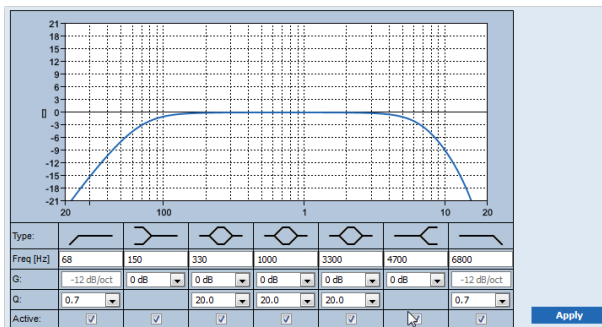 21
18
15
12
9
6
3
0
-3
-6
-9
-12
-15
-18
-21
[]
20 100 1 10 20
Type:
Freq [Hz] 68 150 330 1000 3300 4700 6800
G: -12 dB/oct 0 dB 0 dB 0 dB 0 dB 0 dB -12 dB/oct
Q: 0.7 20.0 20.0 20.0 0.7
Active:
Apply